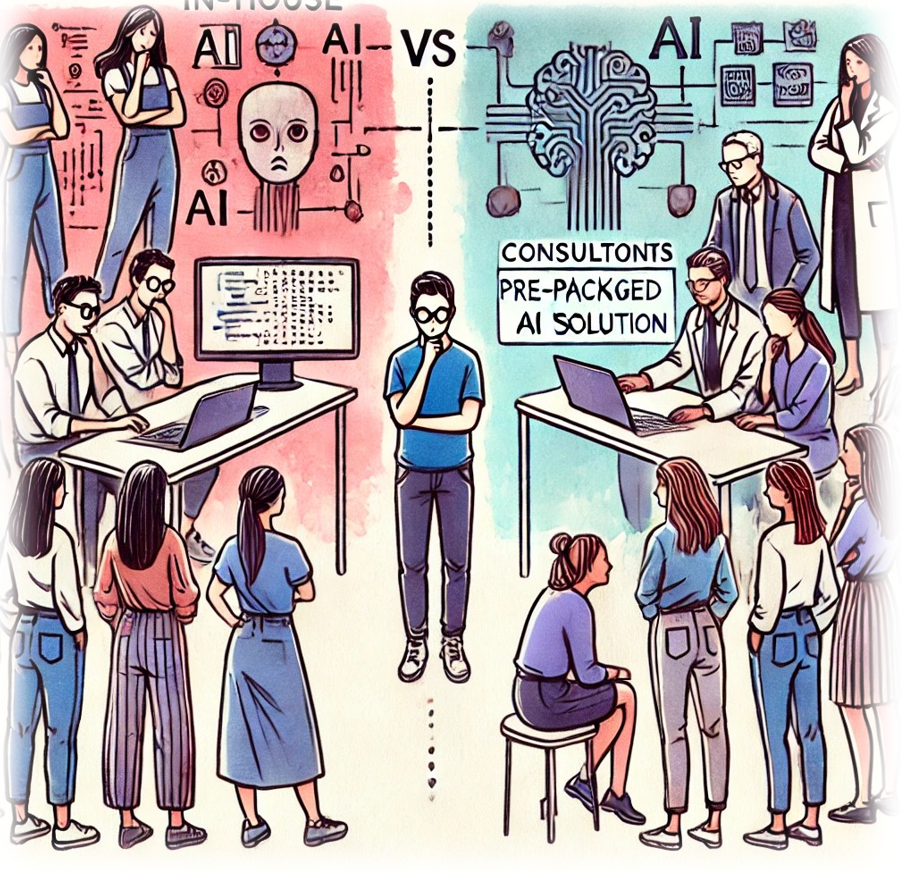 IN-HOUSE
AI
AI
VS
AI
AI
CONSULTONTS
PRE-PACKGED
AI SOLUTION